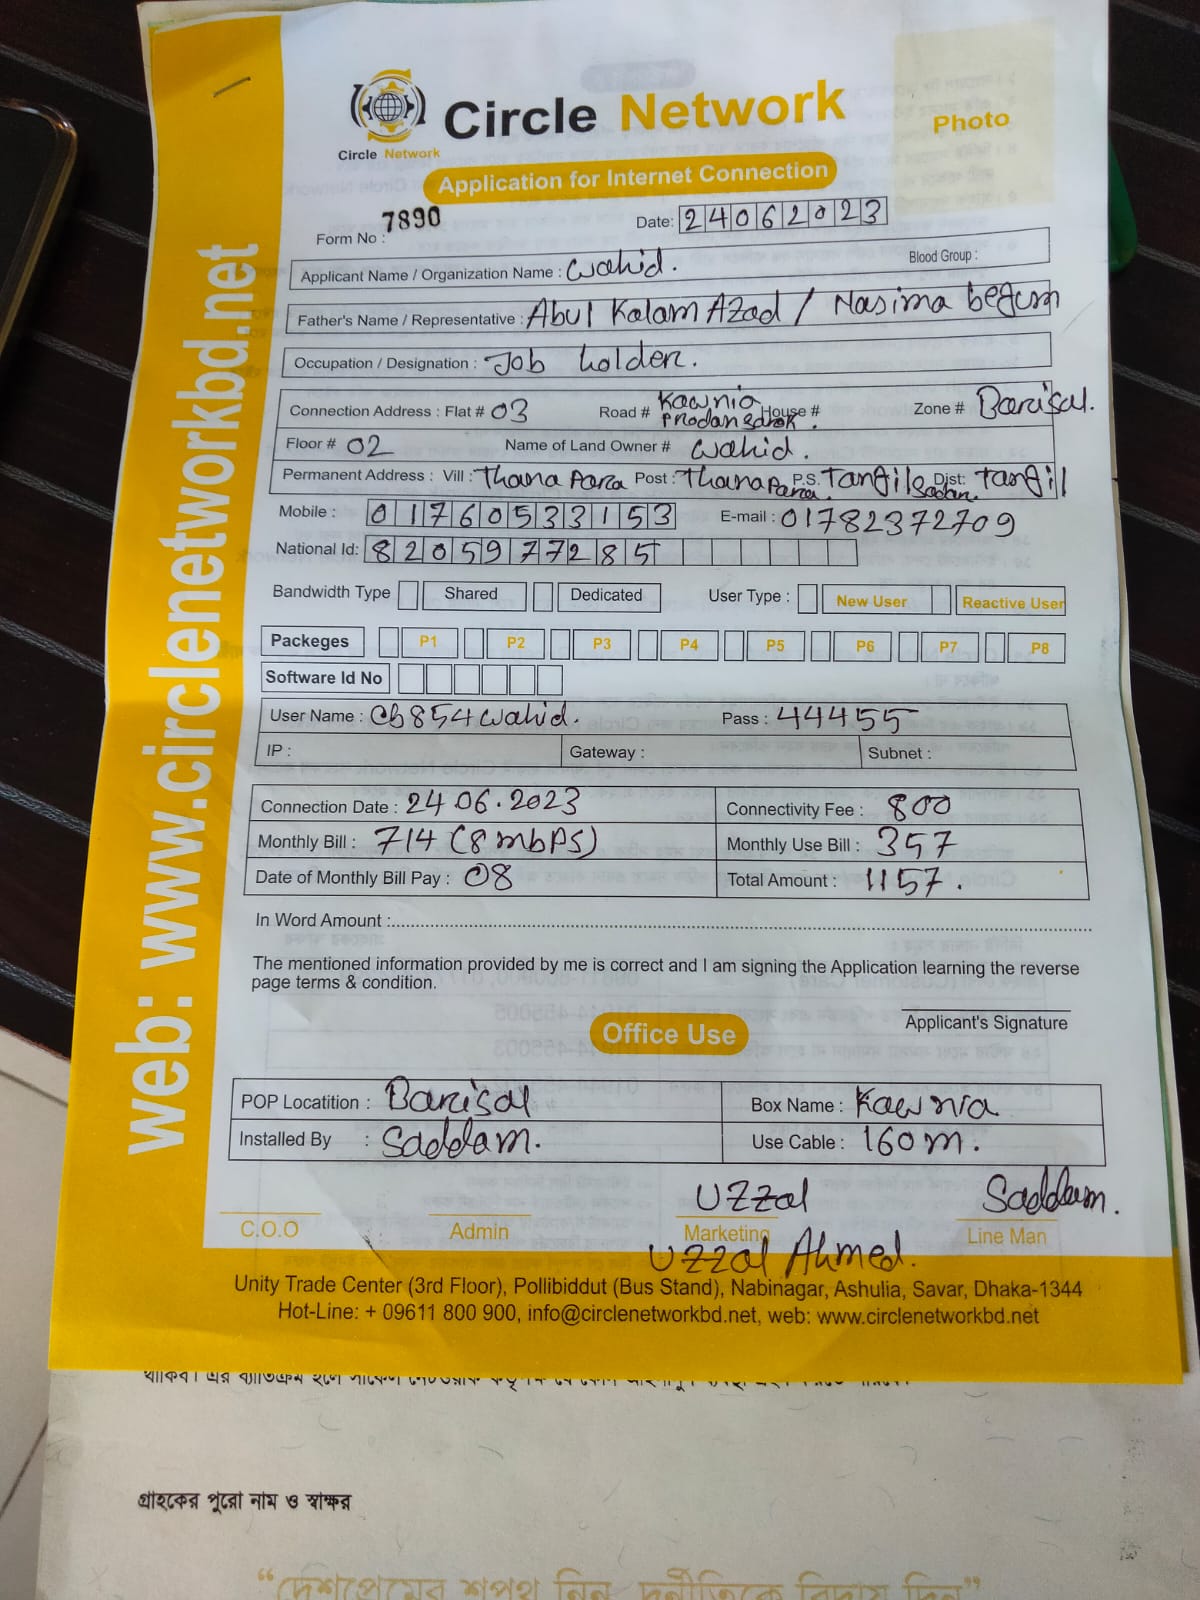 Circle Network
Circle Network
Photo
Application for Internet Connection
Form No : 7890
Date: 24062023
Applicant Name / Organization Name : Wahid. Blood Group :
Father's Name / Representative : Abul Kalam Azad / Nasima begum
Occupation / Designation : Job holder.
Connection Address : Flat # 03 Road # Kawnia House # Zone # Barisal.
Floor # 02 Name of Land Owner # Wahid.
Permanent Address : Vill : Thana Para Post : Thana Para P.S. Tangil Sadar. Dist: Tangil
Mobile : 01760533153 E-mail : 01782372709
National Id: 8205977285
Bandwidth Type Shared Dedicated User Type : New User Reactive User
Packeges P1 P2 P3 P4 P5 P6 P7 P8
Software Id No
User Name : Cb854wahid. Pass : 44455
IP : Gateway : Subnet :
Connection Date : 24.06.2023 Connectivity Fee : 800
Monthly Bill : 714 (8 mbPS) Monthly Use Bill : 357
Date of Monthly Bill Pay : 08 Total Amount : 1157.
In Word Amount :
The mentioned information provided by me is correct and I am signing the Application learning the reverse
page terms & condition.
Applicant's Signature
Office Use
POP Locatition : Barisal Box Name : Kawnia
Installed By : Saddam. Use Cable : 160m.
Uzzal Saddam.
C.O.O Admin Marketing Line Man
Uzzal Ahmed.
Unity Trade Center (3rd Floor), Pollibiddut (Bus Stand), Nabinagar, Ashulia, Savar, Dhaka-1344
Hot-Line: + 09611 800 900, info@circlenetworkbd.net, web: www.circlenetworkbd.net
web: www.circlenetworkbd.net
গ্রাহকের পুরো নাম ও স্বাক্ষর
“দেশপ্রেমের শপথ নিন, দুর্নীতিকে বিদায় দিন”